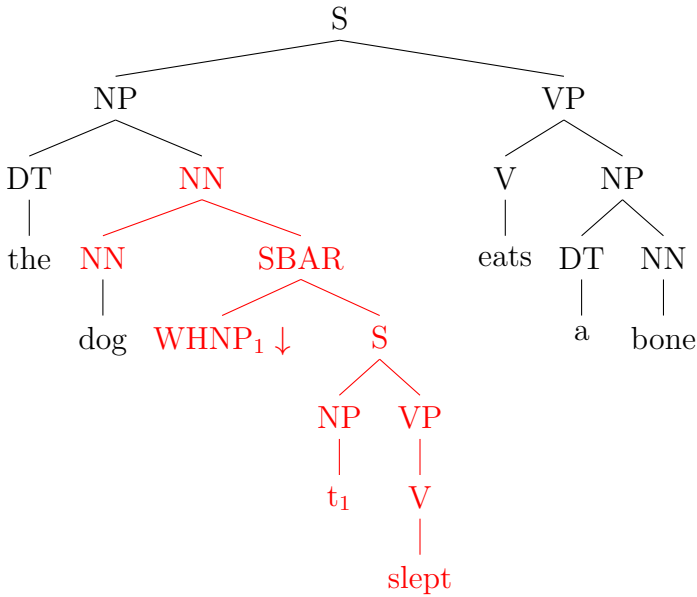 S
NP VP
DT NN V NP
the NN SBAR eats DT NN
dog WHNP₁ ↓ S a bone
NP VP
t₁ V
slept